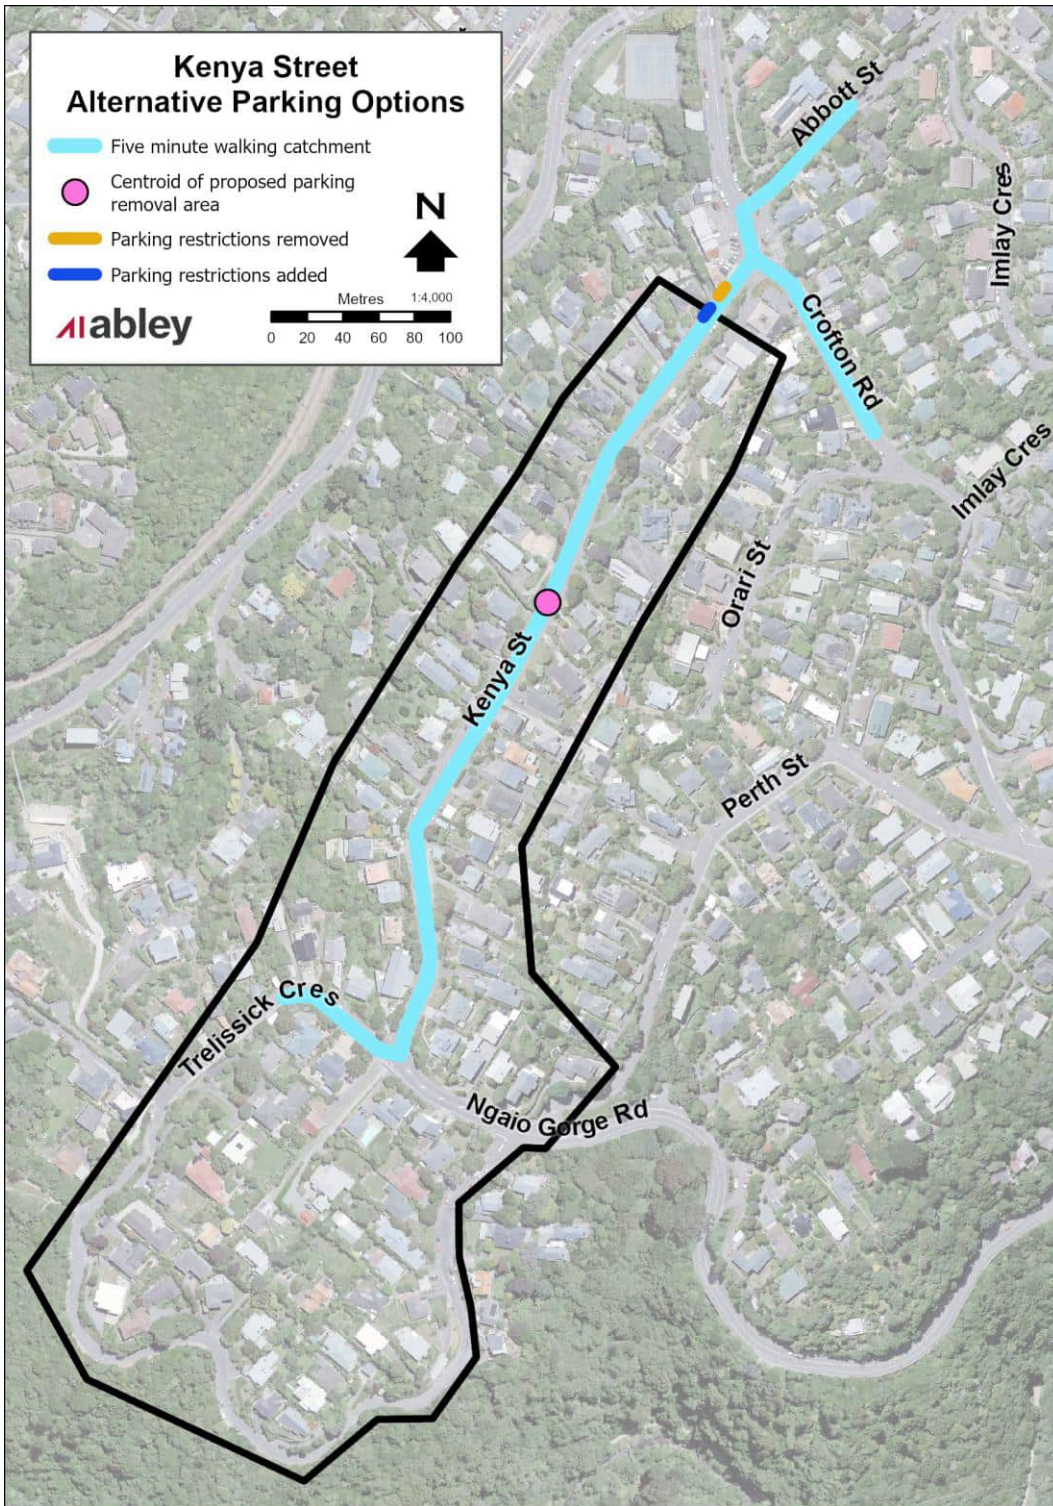 Kenya Street
Alternative Parking Options
Five minute walking catchment
Centroid of proposed parking
removal area
N
Parking restrictions removed
Parking restrictions added
Metres 1:4,000
abley
0 20 40 60 80 100
Abbott St
Imlay Cres
Crofton Rd
Imlay Cres
Orari St
Kenya St
Perth St
Trelissick Cres
Ngaio Gorge Rd